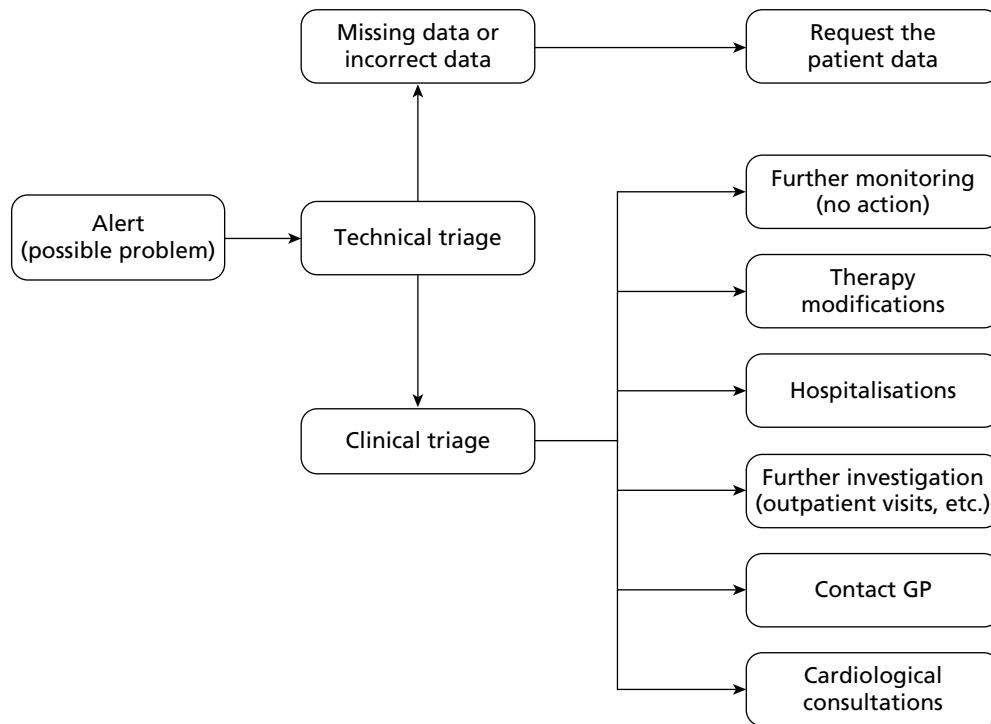 Missing data or
incorrect data
Request the
patient data
Alert
(possible problem)
Technical triage
Further monitoring
(no action)
Therapy
modifications
Hospitalisations
Clinical triage
Further investigation
(outpatient visits, etc.)
Contact GP
Cardiological
consultations